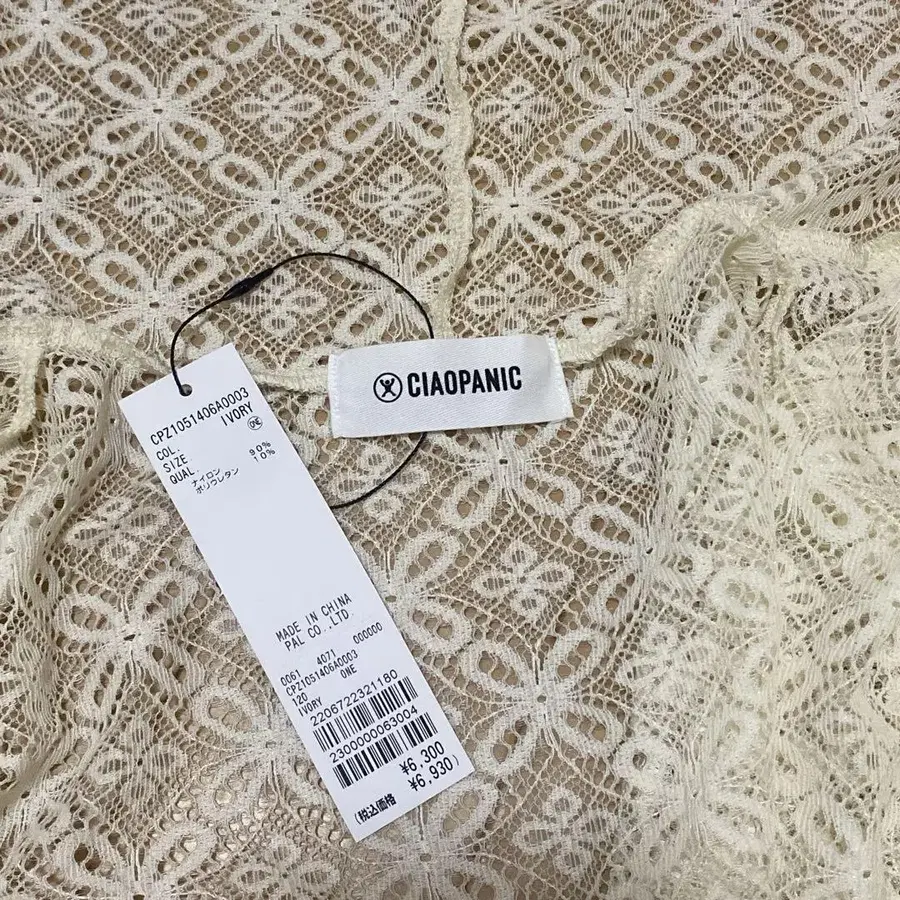 CIAOPANIC
CPZ1051406A0003
COL. IVORY
SIZE ONE
QUAL. 90%
10%
ナイロン
ポリウレタン
MADE IN CHINA
PAL CO.,LTD.
0061 4071 000000
CPZ1051406A0003
120 ONE
IVORY
2206722321180
2300000063004
¥6,300
(税込価格 ¥6,930)